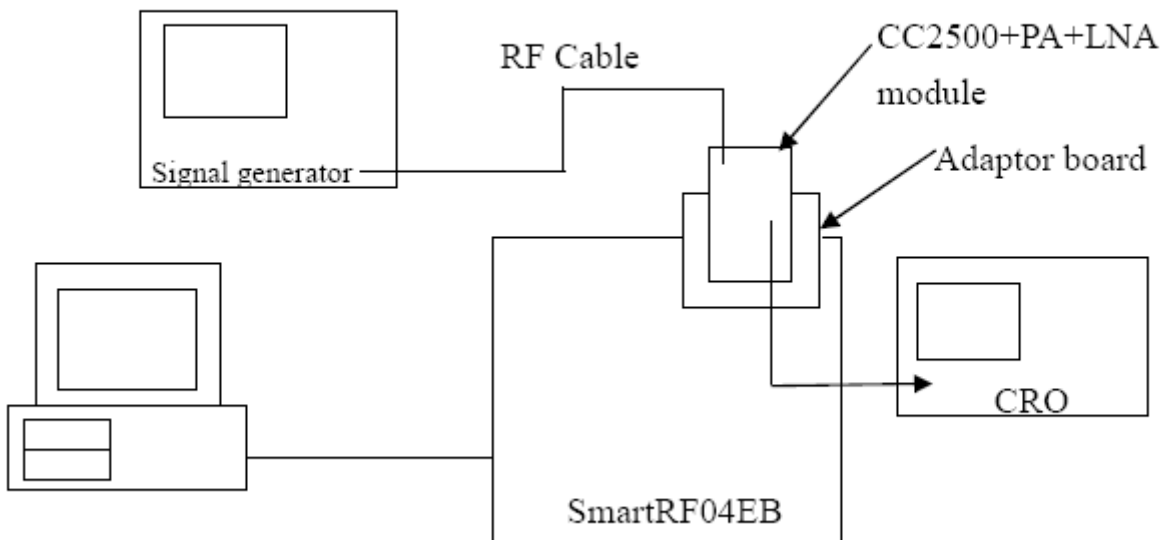 CC2500+PA+LNA
module
RF Cable
Adaptor board
Signal generator
CRO
SmartRF04EB